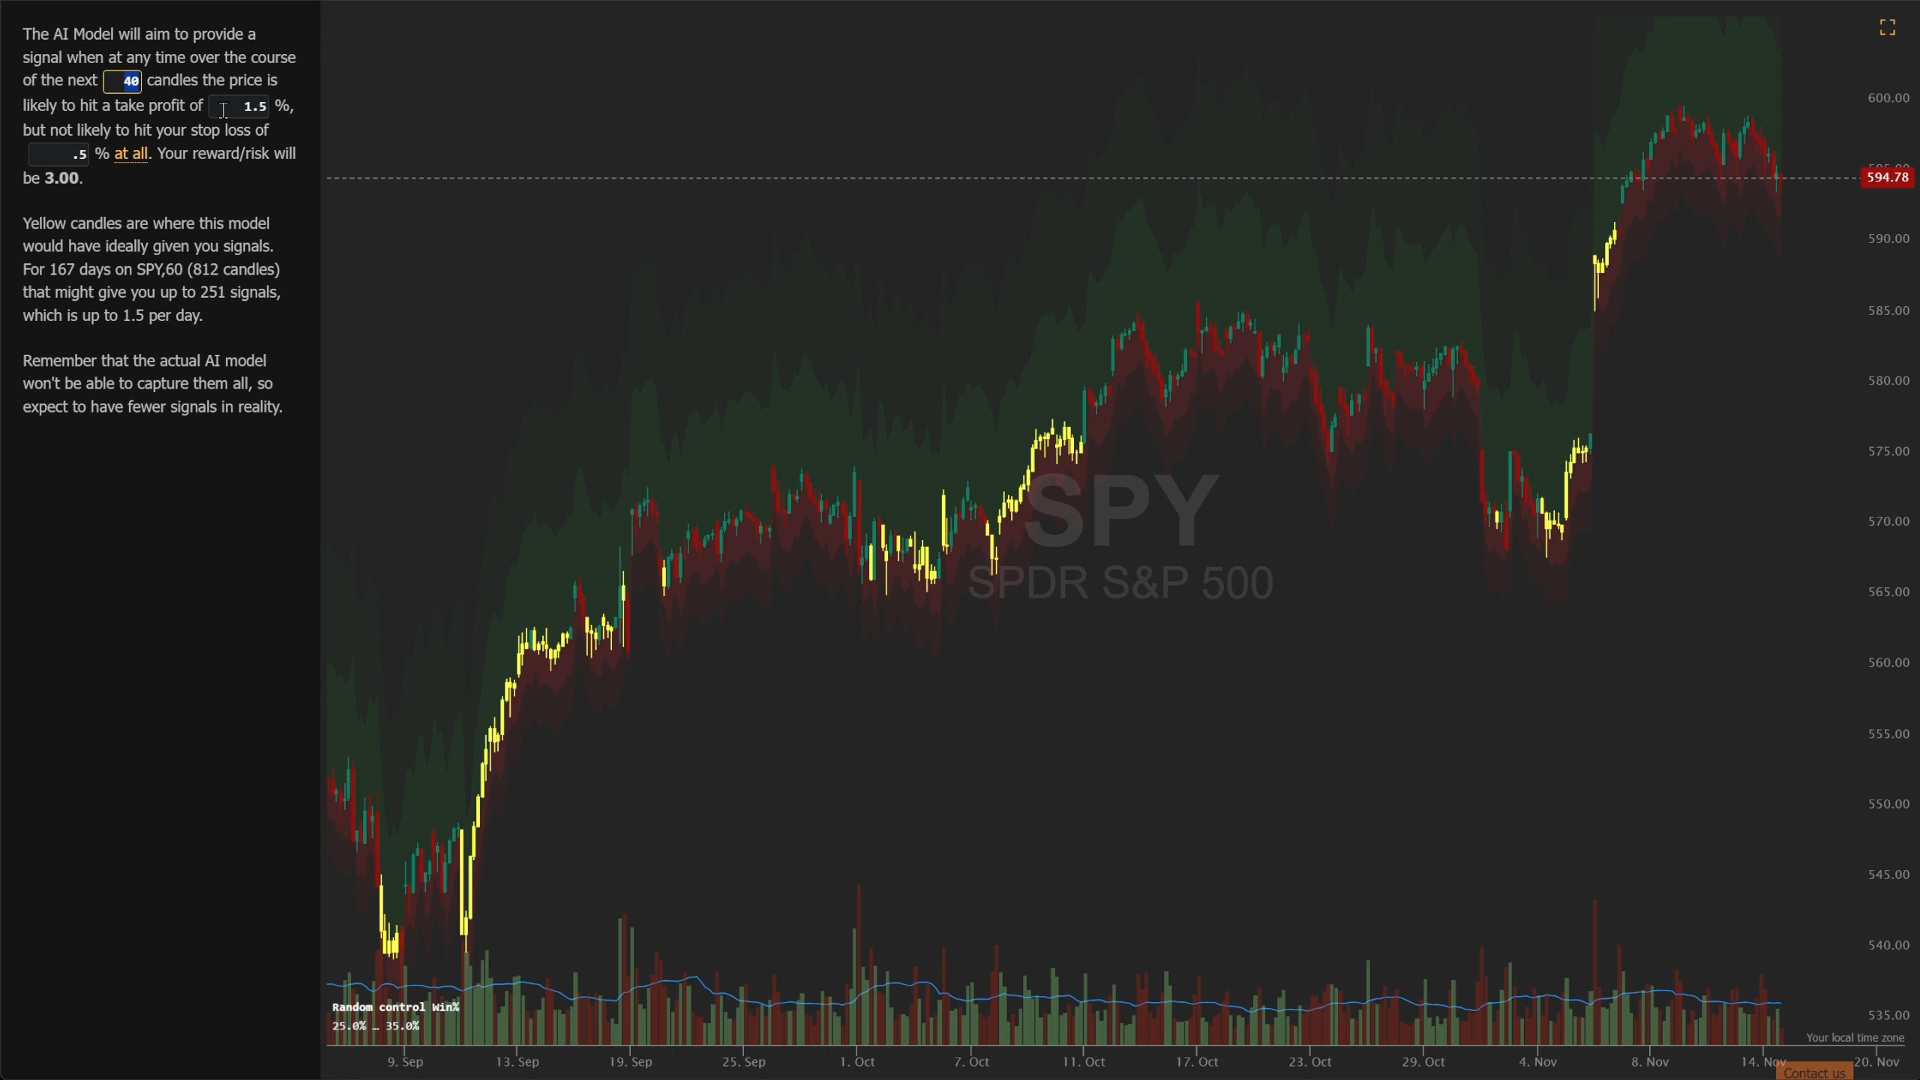 The AI Model will aim to provide a
signal when at any time over the course
of the next 40 candles the price is
likely to hit a take profit of 1.5 %,
but not likely to hit your stop loss of
.5 % at all. Your reward/risk will
be 3.00.
Yellow candles are where this model
would have ideally given you signals.
For 167 days on SPY,60 (812 candles)
that might give you up to 251 signals,
which is up to 1.5 per day.
Remember that the actual AI model
won't be able to capture them all, so
expect to have fewer signals in reality.
600.00
595.00
594.78
590.00
585.00
580.00
575.00
570.00
565.00
560.00
555.00
550.00
545.00
540.00
535.00
SPY
SPDR S&P 500
Random control Win%
25.0% … 35.0%
Your local time zone
9. Sep
13. Sep
19. Sep
25. Sep
1. Oct
7. Oct
11. Oct
17. Oct
23. Oct
29. Oct
4. Nov
8. Nov
14. Nov
20. Nov
Contact us